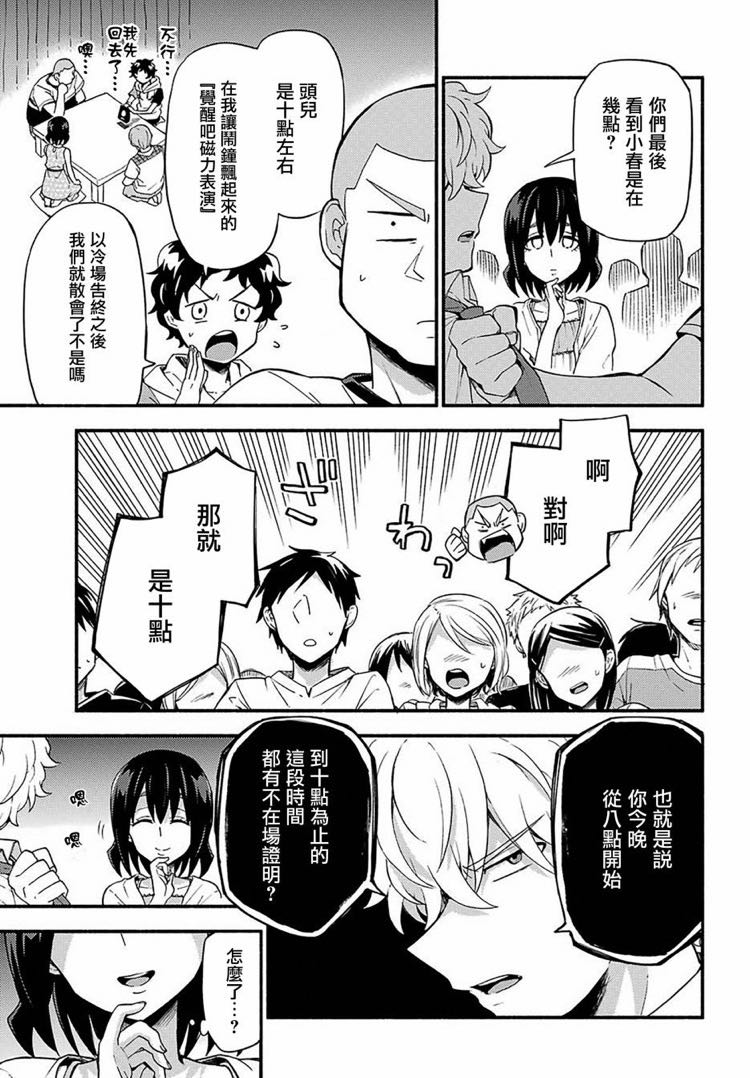 你們最後
看到小春是在
幾點？
頭兒
是十點左右
在我讓鬧鐘飄起來的
『覺醒吧磁力表演』
不行…
我先
回去了…
噢…
以冷場告終之後
我們就散會了不是嗎
啊
對啊
わっ
ざ
那就
是十點
也就是說
你今晚
從八點開始
到十點為止的
這段時間
都有不在場證明？
嗯
嗯
怎麼了…？